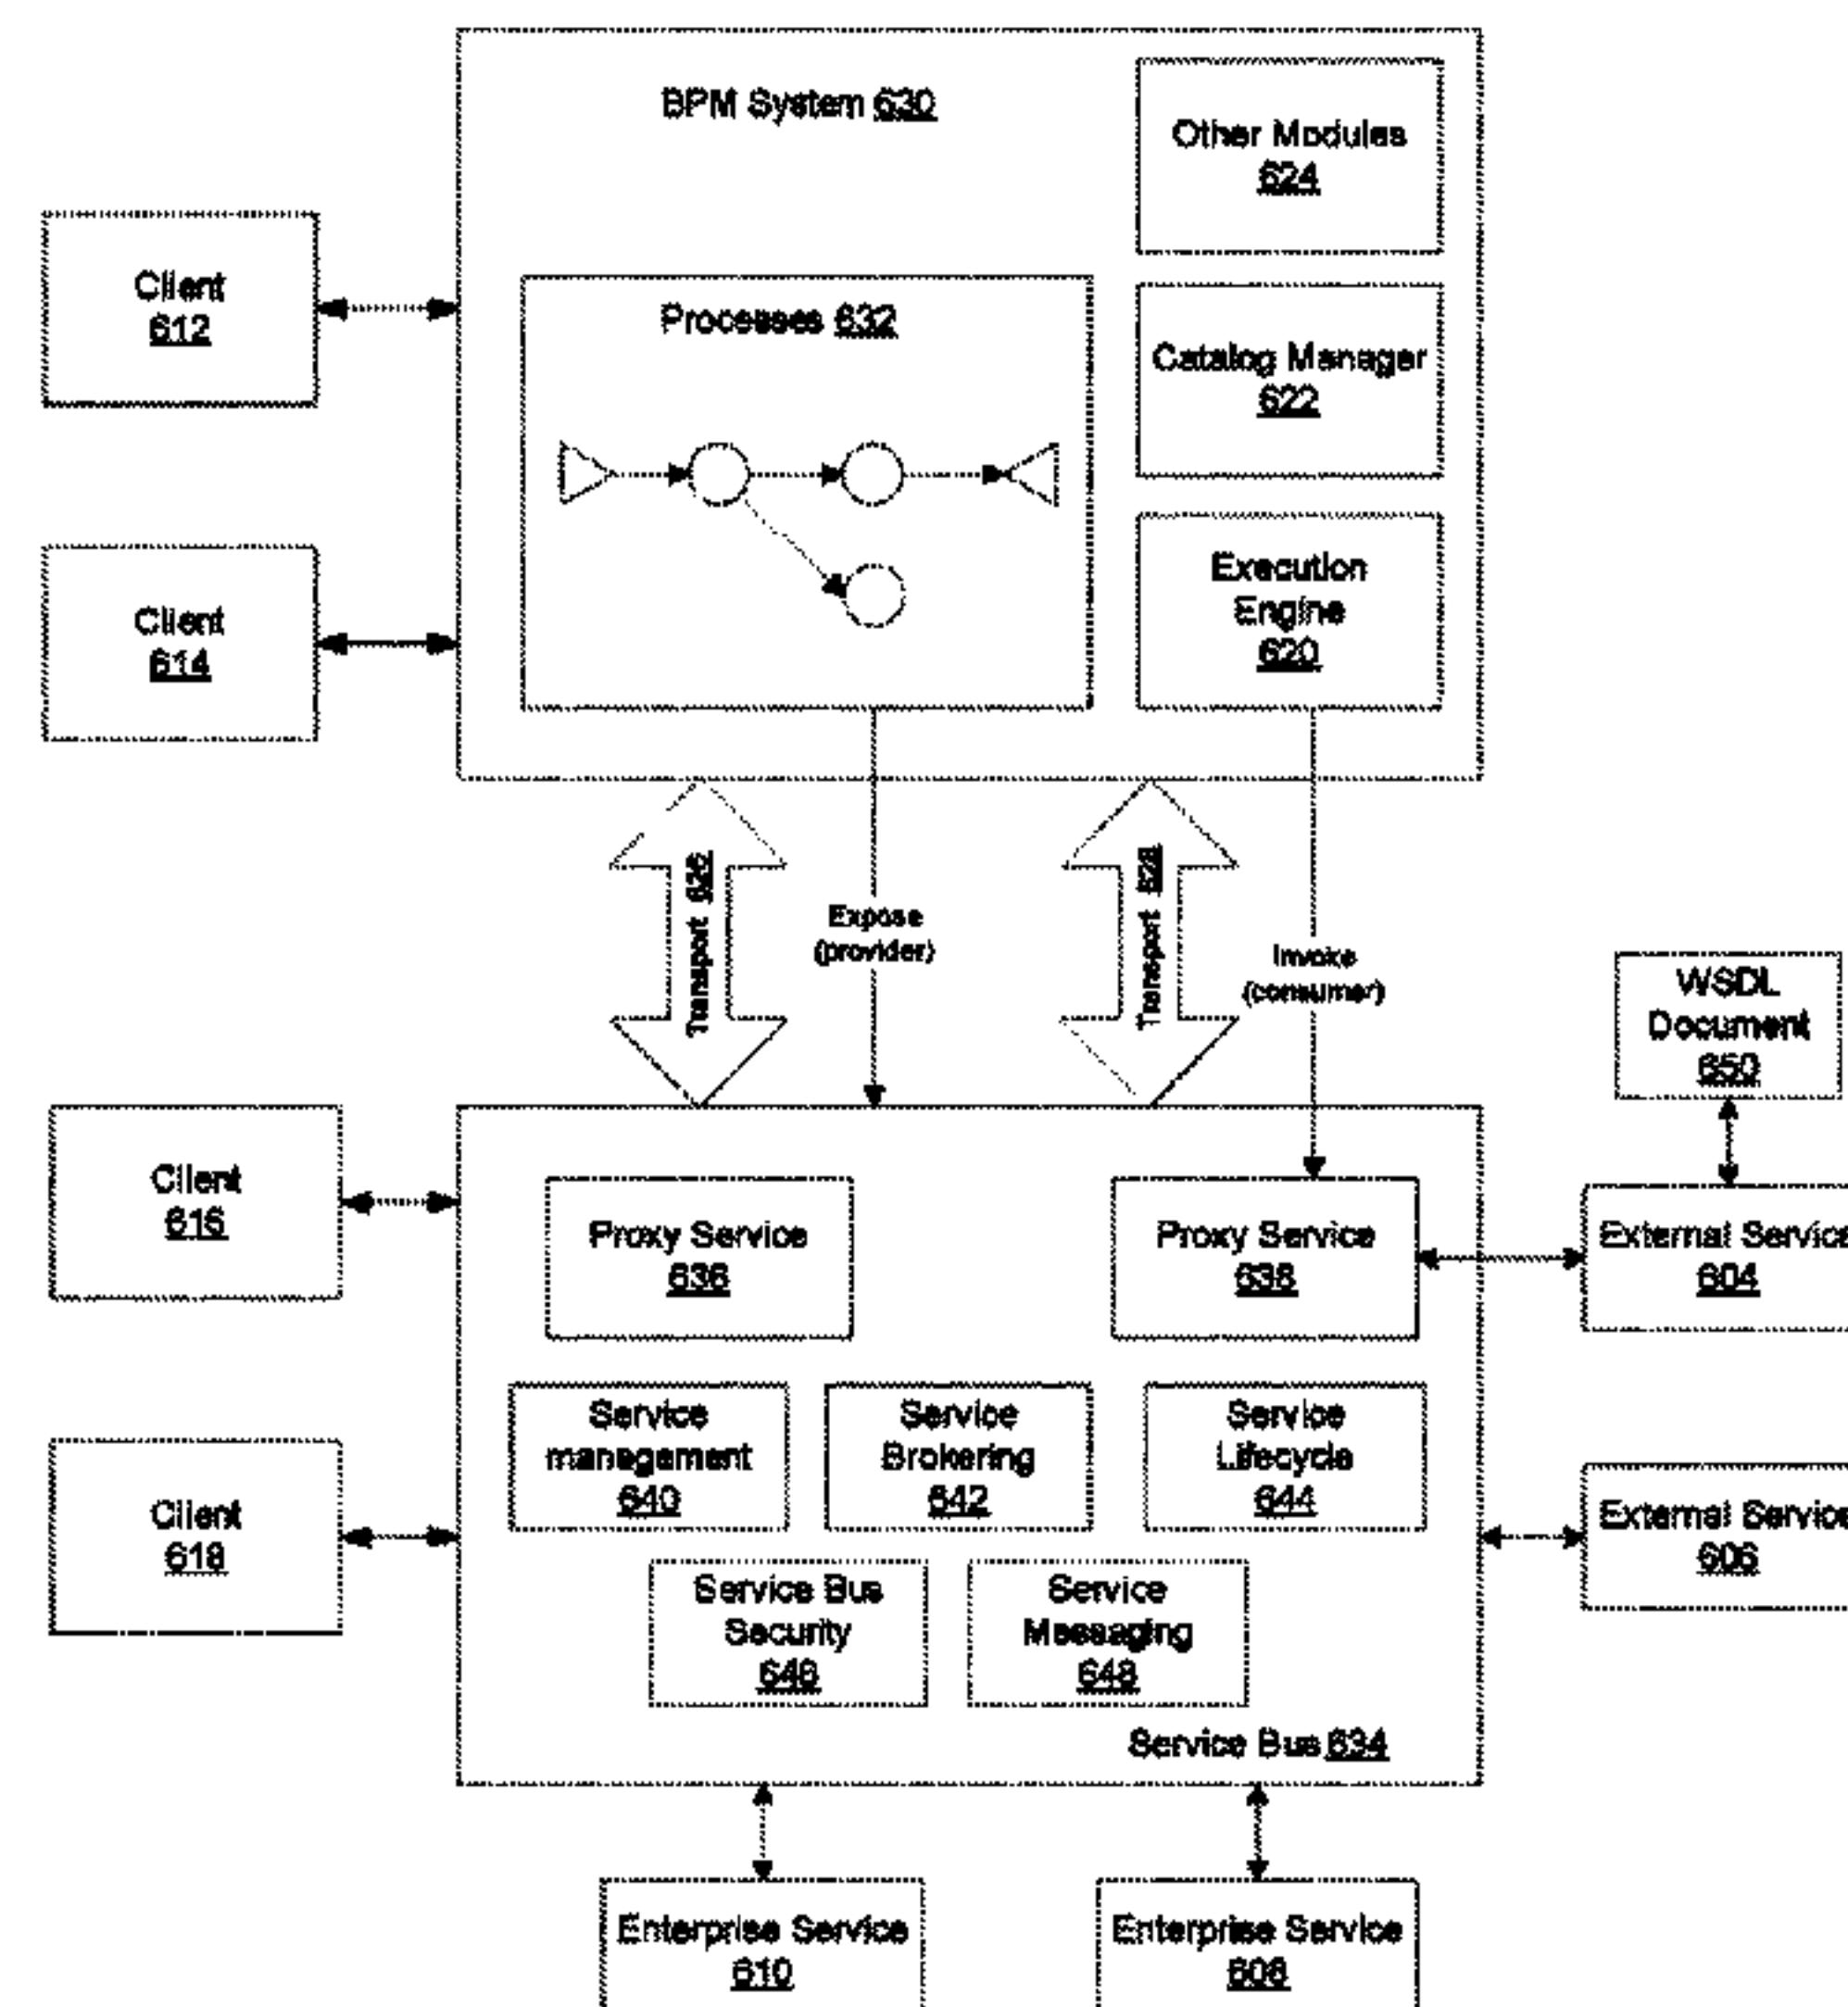 BPM System 630
Other Modules
624
Client
612
Processes 632
Catalog Manager
622
Client
614
Execution
Engine
620
Transport 626
Expose
(provider)
Transport 628
Invoke
(consumer)
WSDL
Document
650
Client
616
Proxy Service
636
Proxy Service
638
External Service
604
Service
management
640
Service
Brokering
642
Service
Lifecycle
644
Client
618
External Service
606
Service Bus
Security
646
Service
Messaging
648
Service Bus 634
Enterprise Service
610
Enterprise Service
608